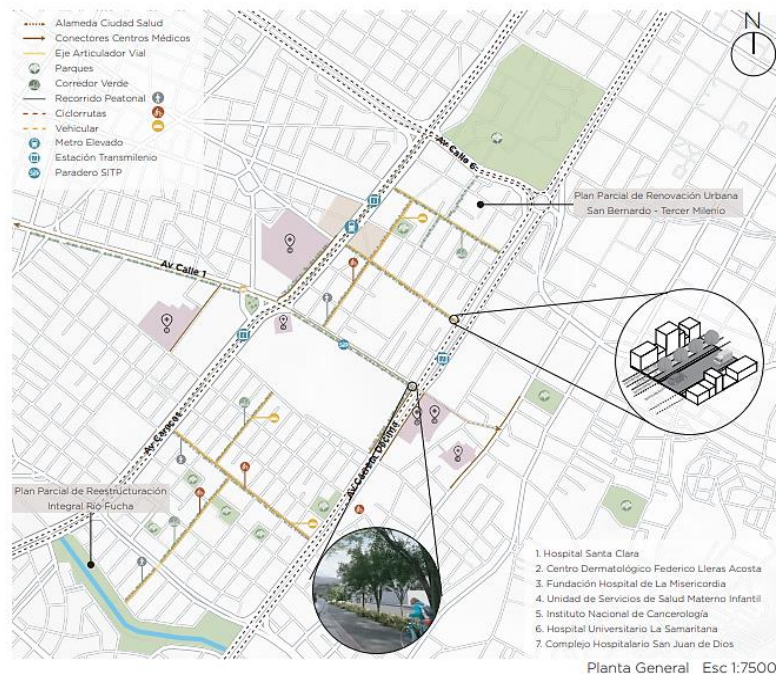 Alameda Ciudad Salud
Conectores Centros Médicos
Eje Articulador Vial
Parques
Corredor Verde
Recorrido Peatonal
Ciclorrutas
Vehicular
Metro Elevado
Estación Transmilenio
Paradero SITP
N
Av Calle 6
Plan Parcial de Renovación Urbana
San Bernardo - Tercer Milenio
Av Calle 1
Av Caracas
Av Carrera Decima
Plan Parcial de Reestructuración
Integral Río Fucha
1. Hospital Santa Clara
2. Centro Dermatológico Federico Lleras Acosta
3. Fundación Hospital de La Misericordia
4. Unidad de Servicios de Salud Materno Infantil
5. Instituto Nacional de Cancerología
6. Hospital Universitario La Samaritana
7. Complejo Hospitalario San Juan de Dios
Planta General Esc 1:7500